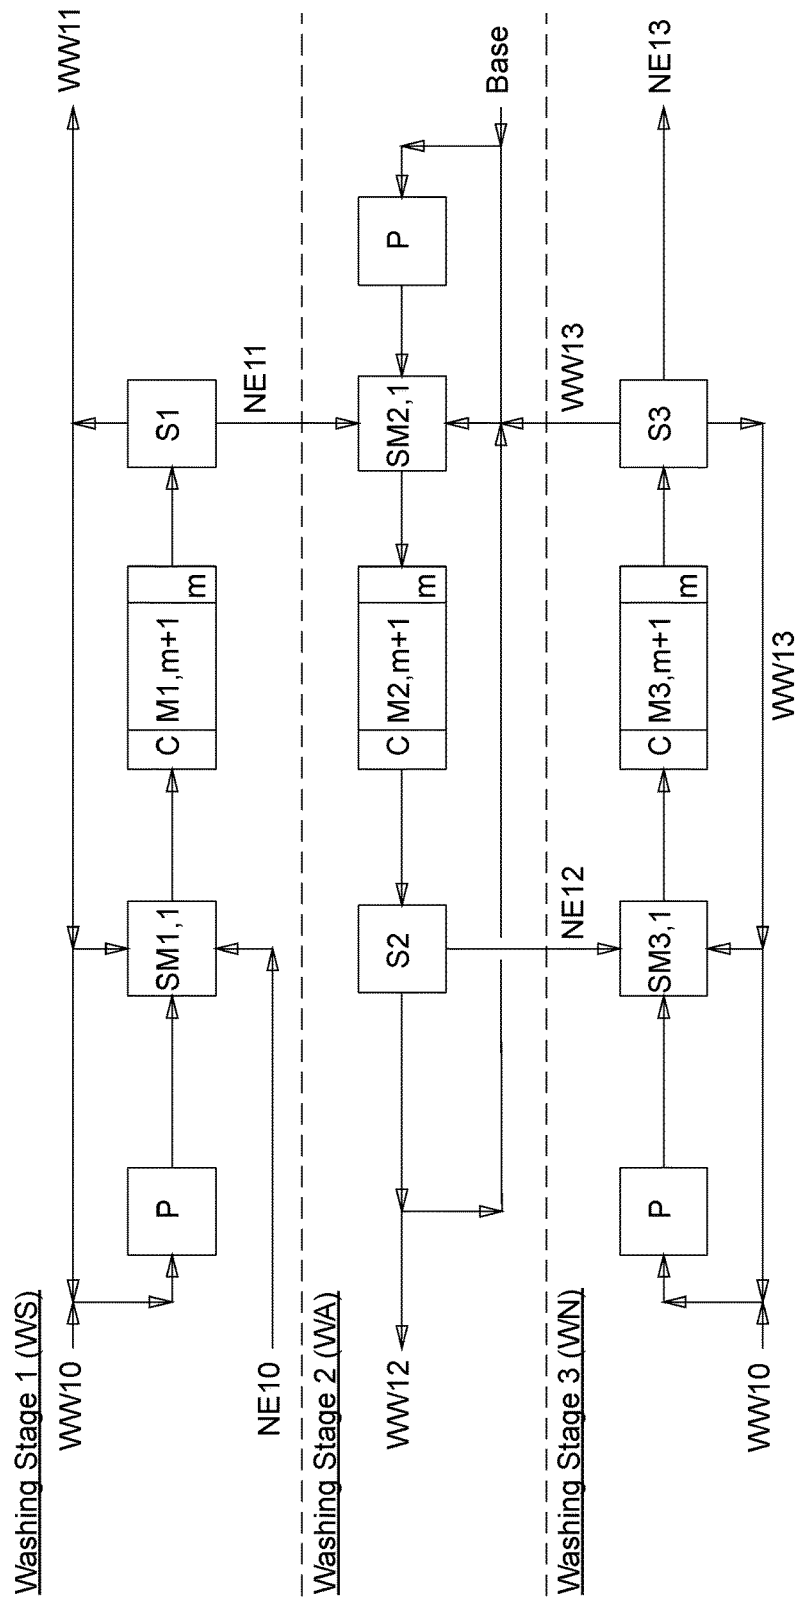 Washing Stage 1 (WS)
WW10
WW11
P
SM1,1
C M1,m+1 m
S1
NE10
NE11
Washing Stage 2 (WA)
WW12
S2
C M2,m+1 m
SM2,1
P
Base
NE12
WW13
Washing Stage 3 (WN)
P
SM3,1
C M3,m+1 m
S3
NE13
WW10
WW13